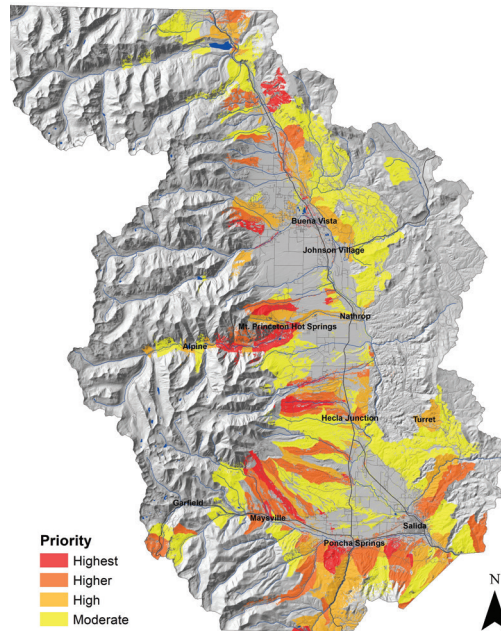 Buena Vista
Johnson Village
Nathrop
Mt. Princeton Hot Springs
Alpine
Hecla Junction
Turret
Garfield
Maysville
Salida
Poncha Springs
Priority
Highest
Higher
High
Moderate
N